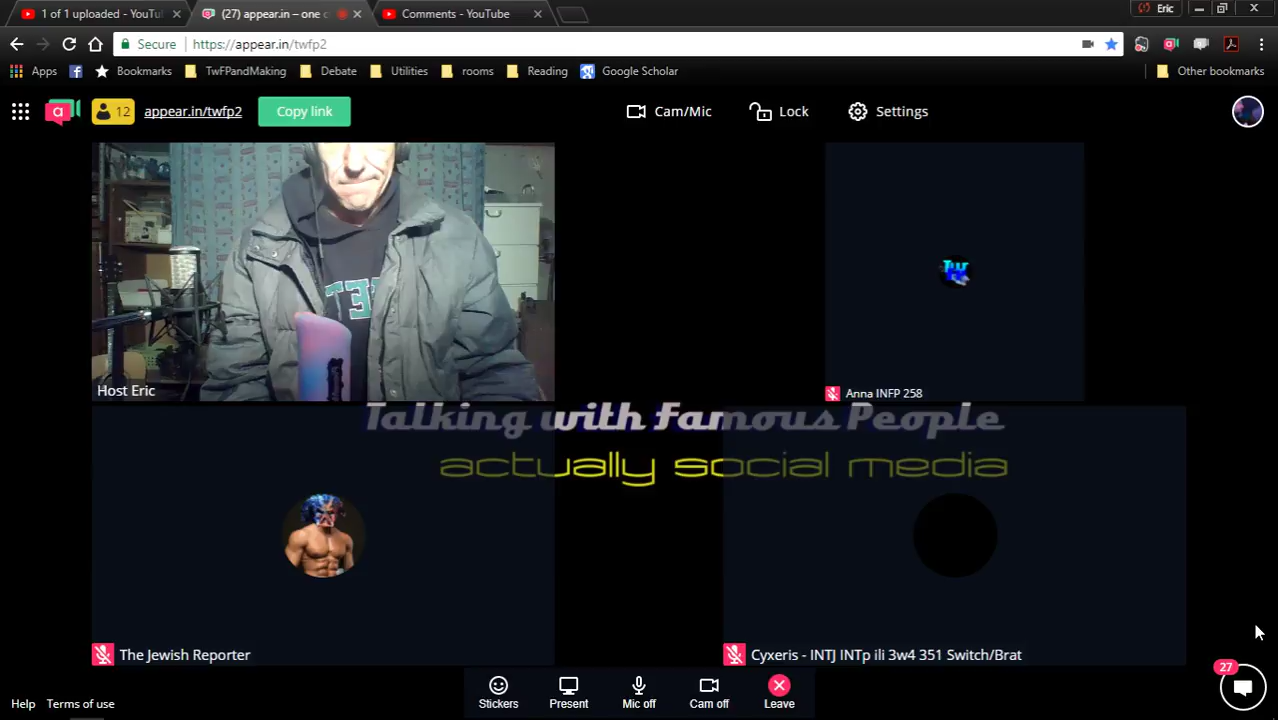 1 of 1 uploaded - YouTu
(27) appear.in – one c
Comments - YouTube
Eric
Secure
https://appear.in/twfp2
Apps
Bookmarks
TwFPandMaking
Debate
Utilities
rooms
Reading
Google Scholar
Other bookmarks
12
appear.in/twfp2
Copy link
Cam/Mic
Lock
Settings
Host Eric
Anna INFP 258
Talking with Famous People
actually social media
The Jewish Reporter
Cyxeris - INTJ INTp ili 3w4 351 Switch/Brat
27
Stickers
Present
Mic off
Cam off
Leave
Help
Terms of use